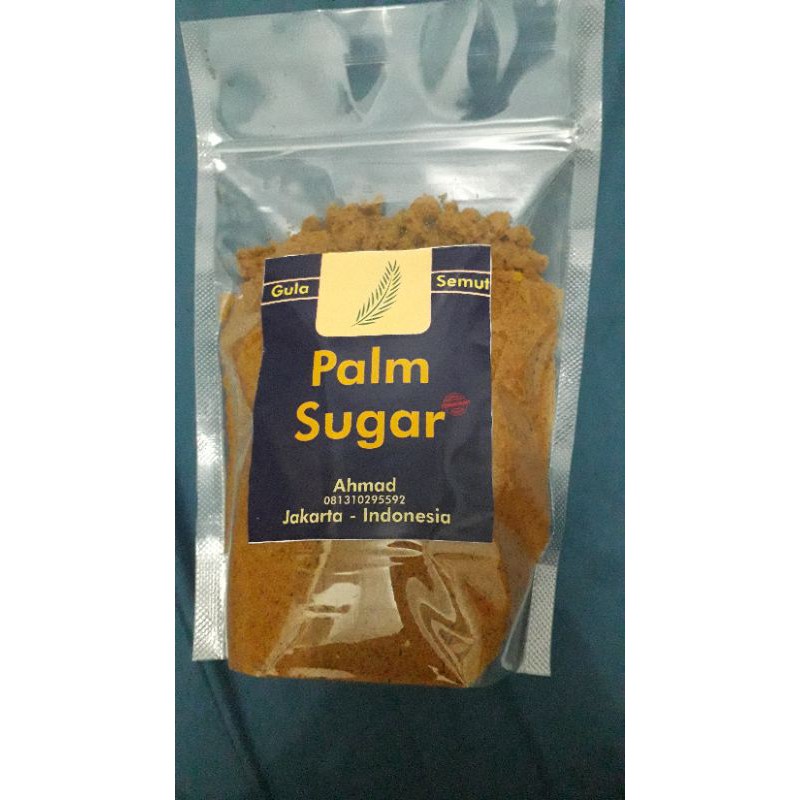 Gula Semut
Palm
Sugar
Ahmad
081310295592
Jakarta - Indonesia